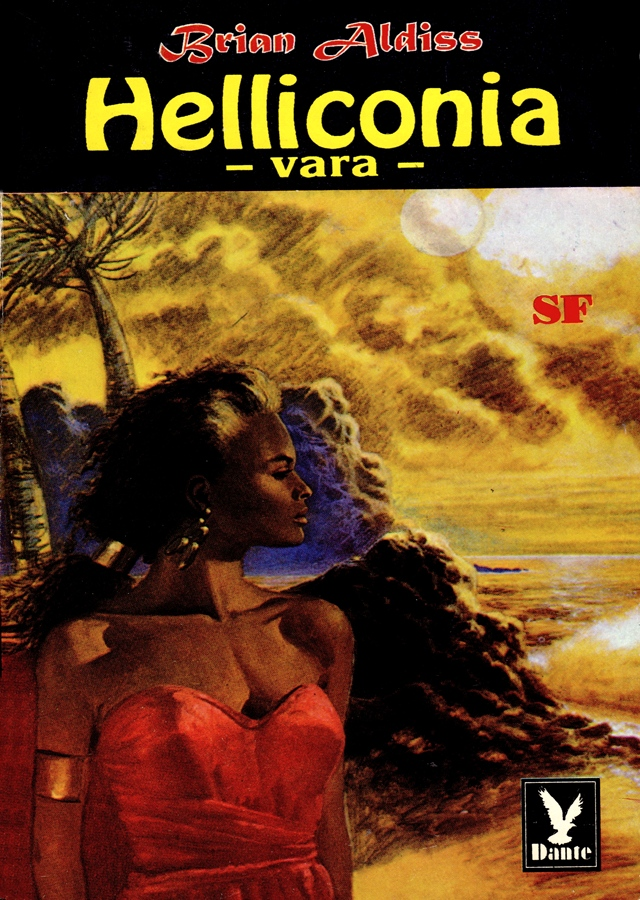 Brian Aldiss
Helliconia
- vara -
SF
Dante